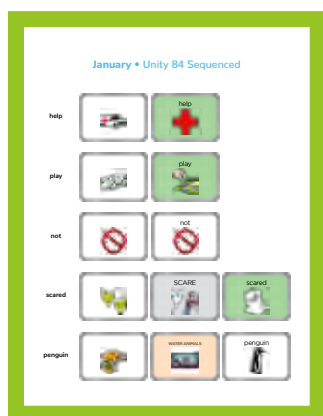 January • Unity 84 Sequenced
help
help
play
play
not
not
scared
SCARE
scared
penguin
WATER ANIMALS
penguin